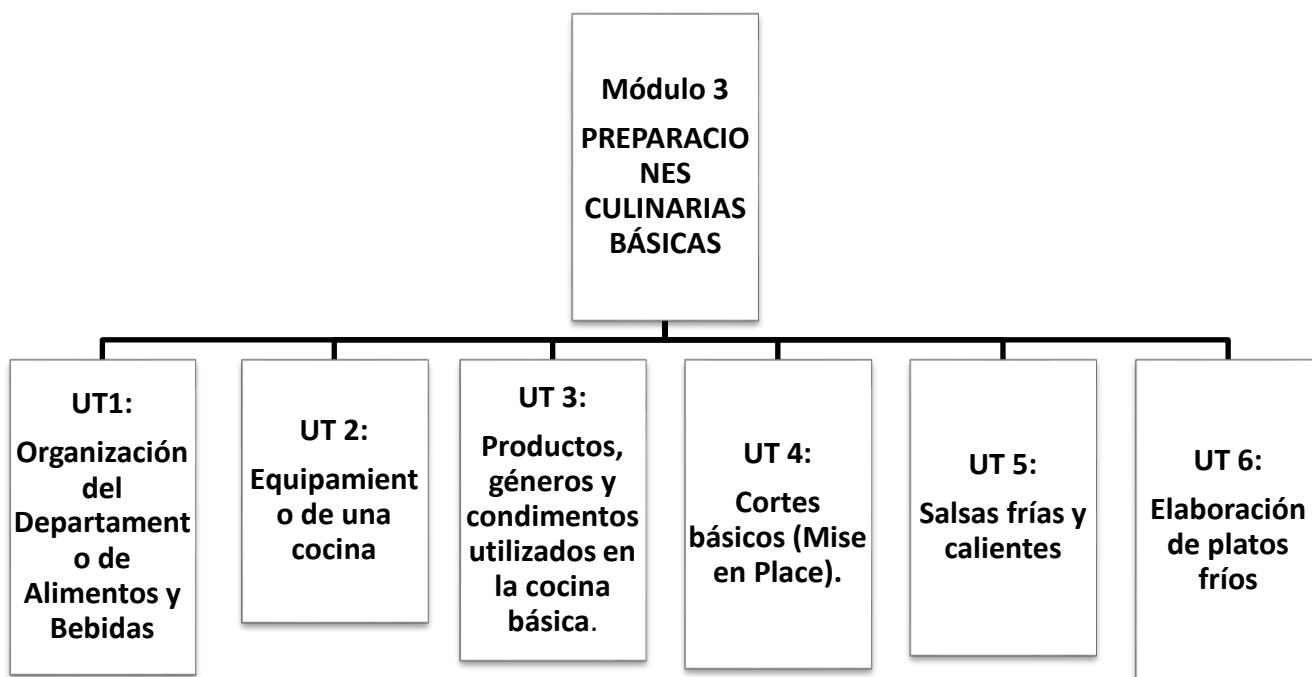 Módulo 3
PREPARACIO
NES
CULINARIAS
BÁSICAS
UT1:
Organización
del
Departament
o de
Alimentos y
Bebidas
UT 2:
Equipamient
o de una
cocina
UT 3:
Productos,
géneros y
condimentos
utilizados en
la cocina
básica.
UT 4:
Cortes
básicos (Mise
en Place).
UT 5:
Salsas frías y
calientes
UT 6:
Elaboración
de platos
fríos